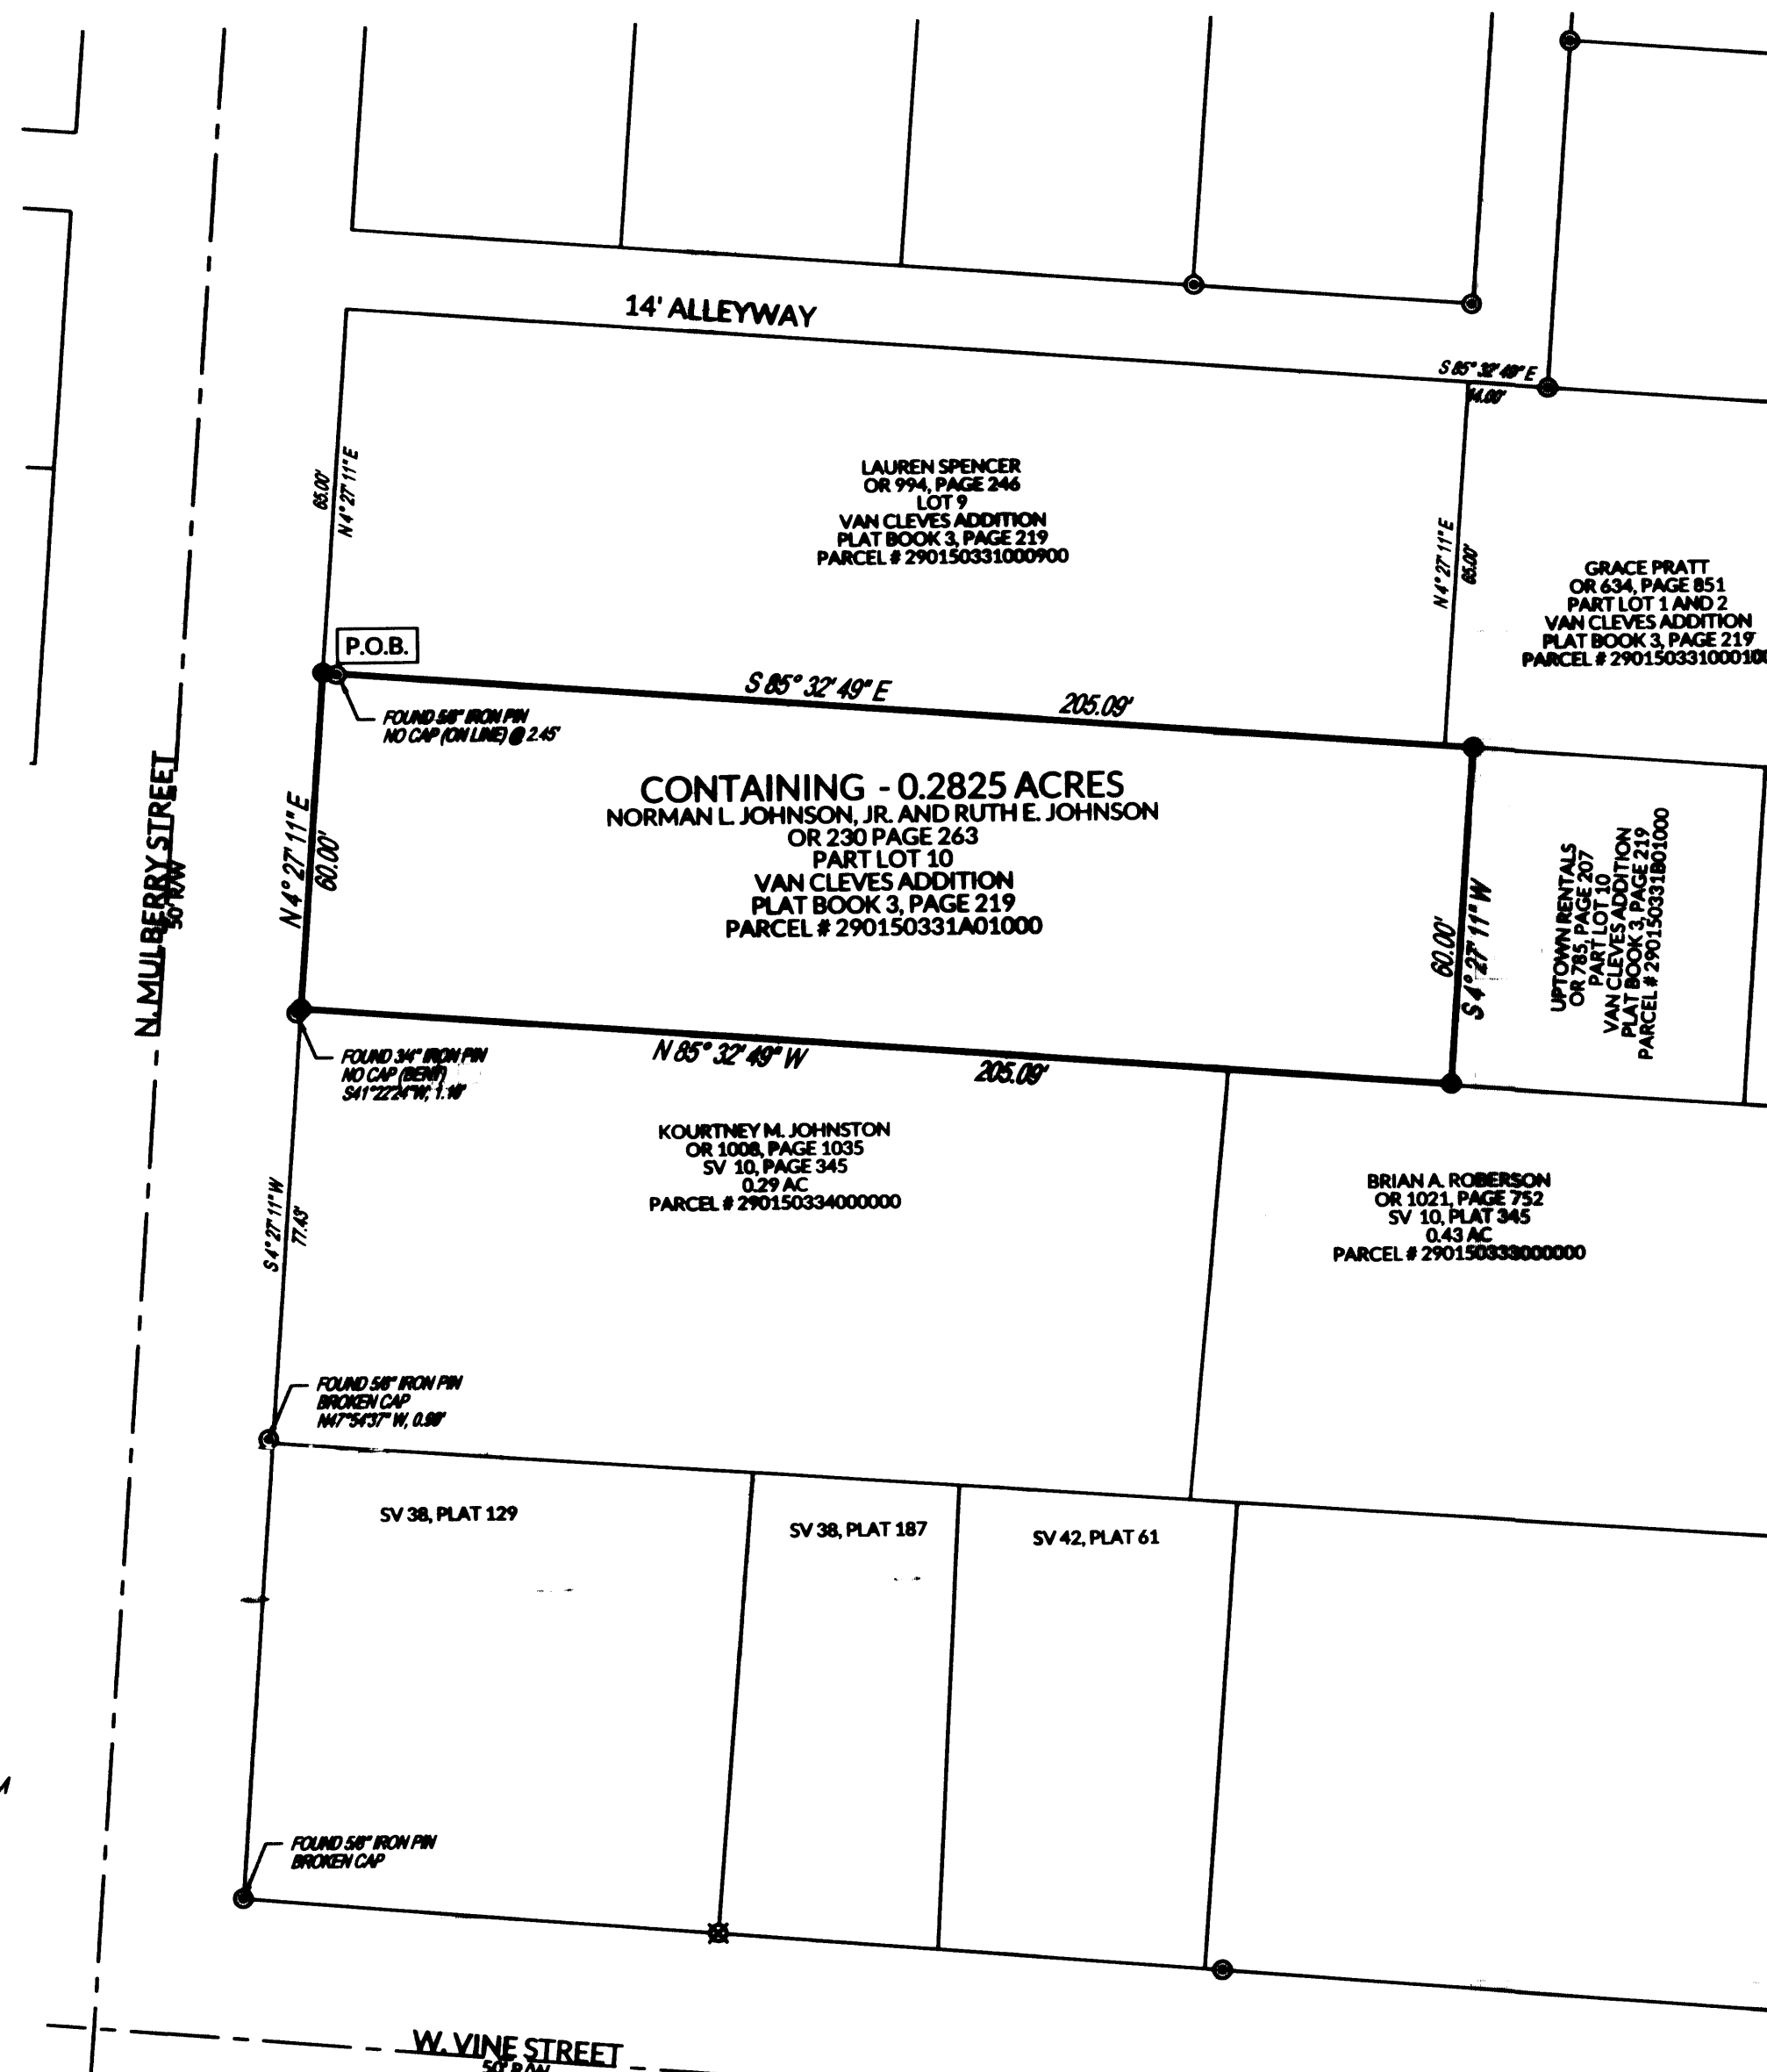 14' ALLEYWAY
S 85° 32' 49" E
14.00'
65.00'
N 4° 27' 11" E
LAUREN SPENCER
OR 994, PAGE 246
LOT 9
VAN CLEVES ADDITION
PLAT BOOK 3, PAGE 219
PARCEL # 290150331000900
N 4° 27' 11" E
65.00'
GRACE PRATT
OR 634, PAGE 851
PART LOT 1 AND 2
VAN CLEVES ADDITION
PLAT BOOK 3, PAGE 219
PARCEL # 29015033100010
P.O.B.
S 85° 32' 49" E
205.09'
FOUND 5/8" IRON PIN
NO CAP (ON LINE) @ 2.45'
CONTAINING - 0.2825 ACRES
NORMAN L. JOHNSON, JR. AND RUTH E. JOHNSON
OR 230 PAGE 263
PART LOT 10
VAN CLEVES ADDITION
PLAT BOOK 3, PAGE 219
PARCEL # 290150331A01000
N 4° 27' 11" E
60.00'
N. MULBERRY STREET
50' R/W
60.00'
S 4° 27' 11" W
UPTOWN RENTALS
OR 785, PAGE 207
PART LOT 10
VAN CLEVES ADDITION
PLAT BOOK 3, PAGE 219
PARCEL # 290150331B01000
N 85° 32' 49" W
205.09'
FOUND 3/4" IRON PIN
NO CAP (BENT)
S41°22'24"W, 1.10'
KOURTNEY M. JOHNSTON
OR 1008, PAGE 1035
SV 10, PAGE 345
0.29 AC
PARCEL # 290150334000000
BRIAN A. ROBERSON
OR 1021, PAGE 752
SV 10, PLAT 345
0.43 AC
PARCEL # 290150333000000
S 4° 27' 11" W
77.43'
FOUND 5/8" IRON PIN
BROKEN CAP
N47°54'37" W, 0.90'
SV 38, PLAT 129
SV 38, PLAT 187
SV 42, PLAT 61
FOUND 5/8" IRON PIN
BROKEN CAP
W. VINE STREET
50' R/W